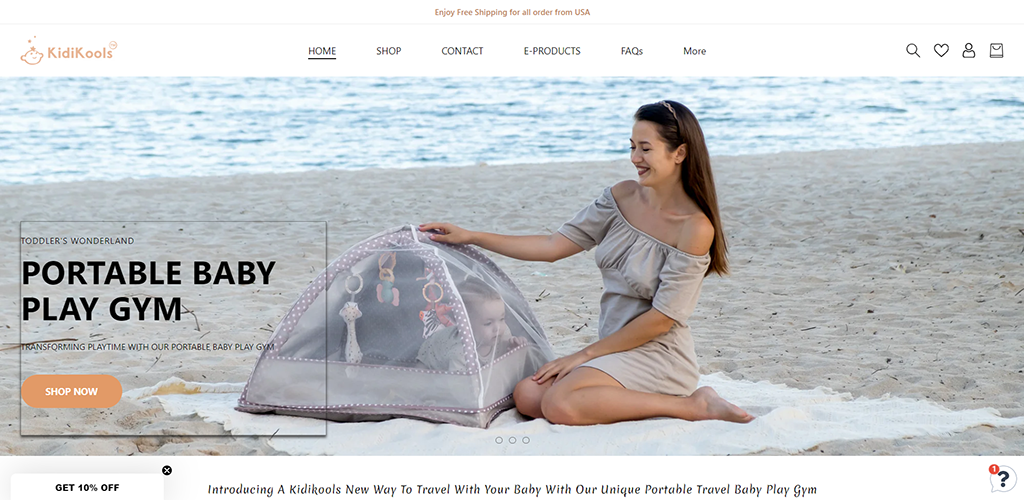 Enjoy Free Shipping for all order from USA
KidiKools
HOME SHOP CONTACT E-PRODUCTS FAQs More
TODDLER'S WONDERLAND
PORTABLE BABY
PLAY GYM
TRANSFORMING PLAYTIME WITH OUR PORTABLE BABY PLAY GYM
SHOP NOW
GET 10% OFF
Introducing A Kidikools New Way To Travel With Your Baby With Our Unique Portable Travel Baby Play Gym
1
?